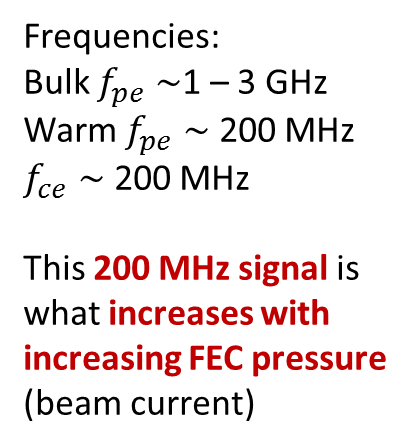 Frequencies:
Bulk f_pe ~1 – 3 GHz
Warm f_pe ~ 200 MHz
f_ce ~ 200 MHz
This 200 MHz signal is
what increases with
increasing FEC pressure
(beam current)